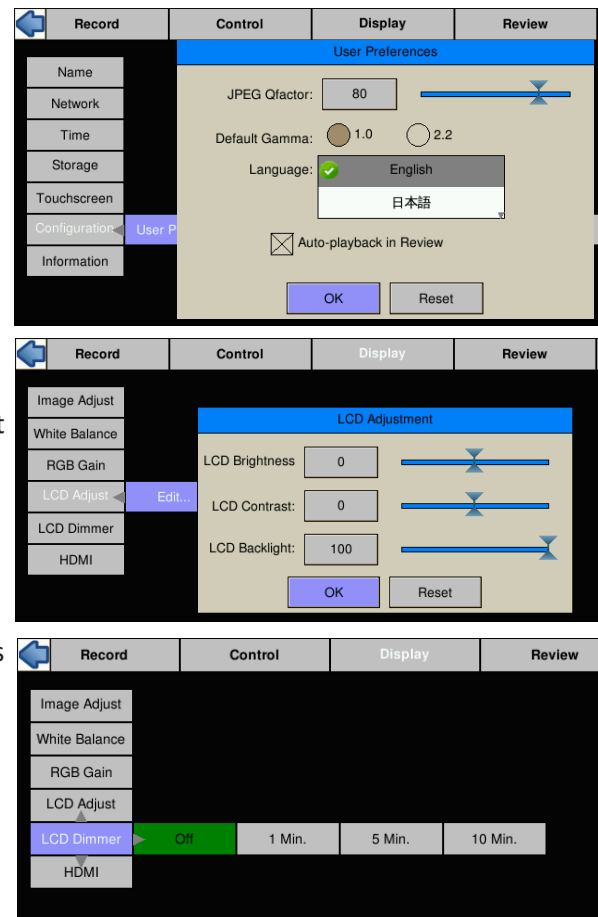 Record Control Display Review
User Preferences
Name
Network
Time
Storage
Touchscreen
Configuration User P
Information
JPEG Qfactor: 80
Default Gamma: 1.0 2.2
Language: English
日本語
Auto-playback in Review
OK Reset
Record Control Display Review
t
Image Adjust
White Balance
RGB Gain
LCD Adjust Edit...
LCD Dimmer
HDMI
LCD Adjustment
LCD Brightness 0
LCD Contrast: 0
LCD Backlight: 100
OK Reset
s
Record Control Display Review
Image Adjust
White Balance
RGB Gain
LCD Adjust
LCD Dimmer Off 1 Min. 5 Min. 10 Min.
HDMI